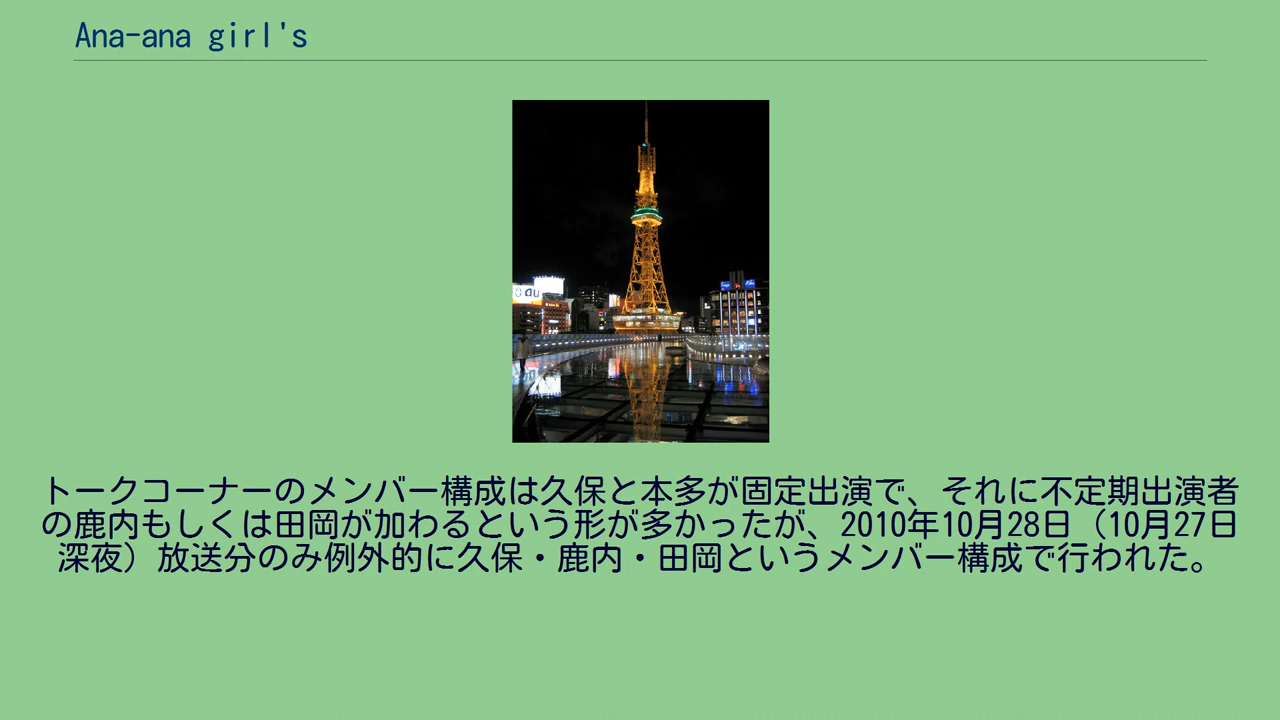 Ana-ana girl's
au
トークコーナーのメンバー構成は久保と本多が固定出演で、それに不定期出演者
の鹿内もしくは田岡が加わるという形が多かったが、2010年10月28日（10月27日
深夜）放送分のみ例外的に久保・鹿内・田岡というメンバー構成で行われた。